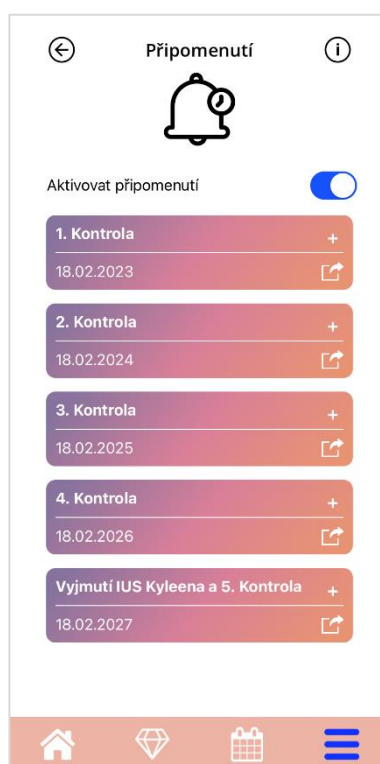 Připomenutí
Aktivovat připomenutí
1. Kontrola
18.02.2023
2. Kontrola
18.02.2024
3. Kontrola
18.02.2025
4. Kontrola
18.02.2026
Vyjmutí IUS Kyleena a 5. Kontrola
18.02.2027